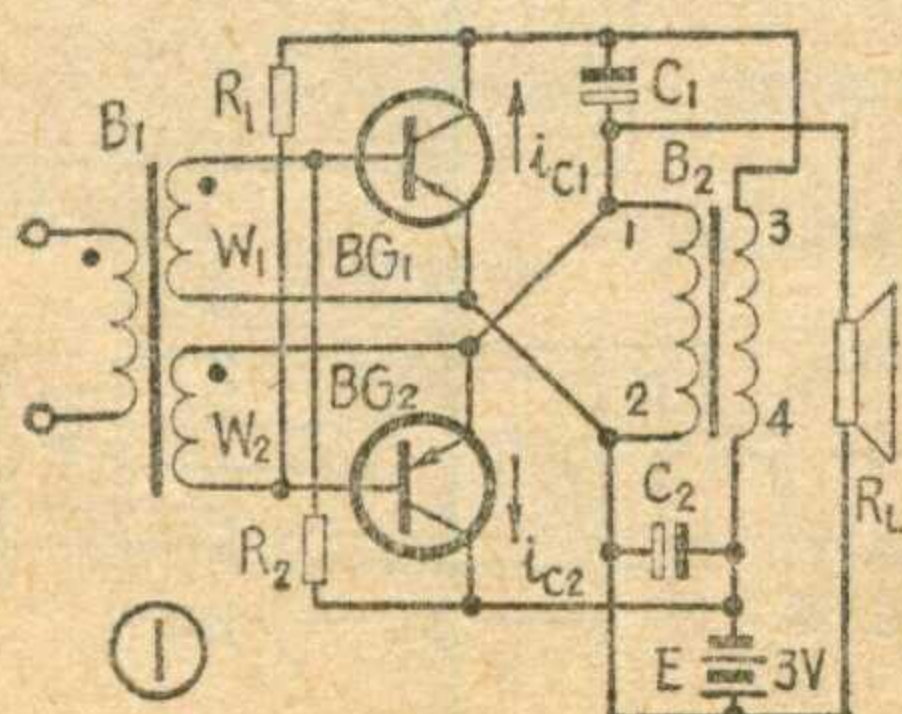 R₁
C₁
B₁
iC1
B₂
1
3
W₁
BG₁
BG₂
2
4
W₂
C₂
R₂
iC2
RL
①
E
3V